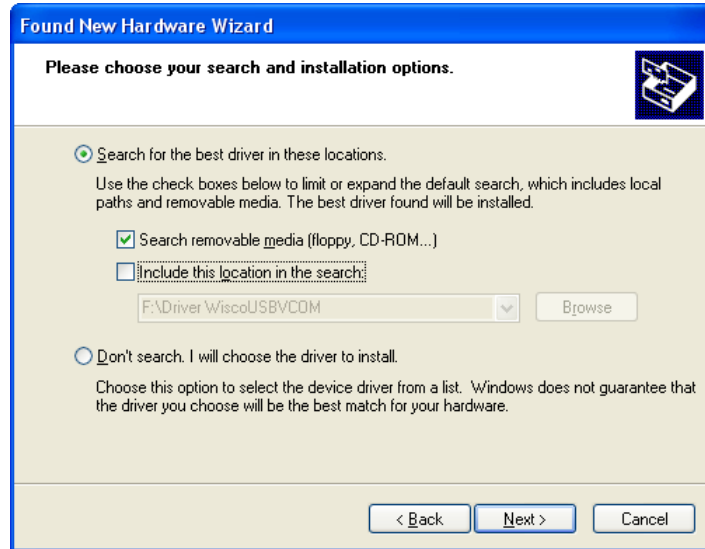 Found New Hardware Wizard
Please choose your search and installation options.
Search for the best driver in these locations.
Use the check boxes below to limit or expand the default search, which includes local
paths and removable media. The best driver found will be installed.
Search removable media (floppy, CD-ROM...)
Include this location in the search:
F:\Driver WiscoUSBVCOM
Browse
Don't search. I will choose the driver to install.
Choose this option to select the device driver from a list. Windows does not guarantee that
the driver you choose will be the best match for your hardware.
< Back Next > Cancel